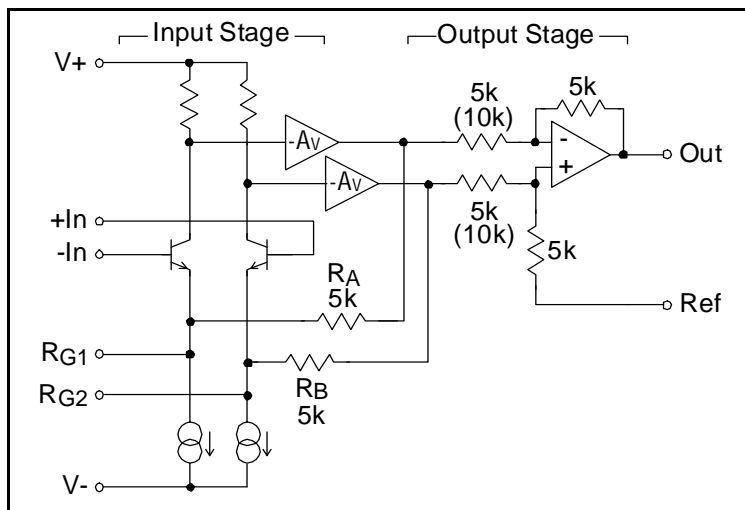 Input Stage
Output Stage
V+
5k
(10k)
5k
-AV
-
+
Out
-AV
5k
(10k)
+In
-In
5k
RA
5k
Ref
RG1
RG2
RB
5k
V-